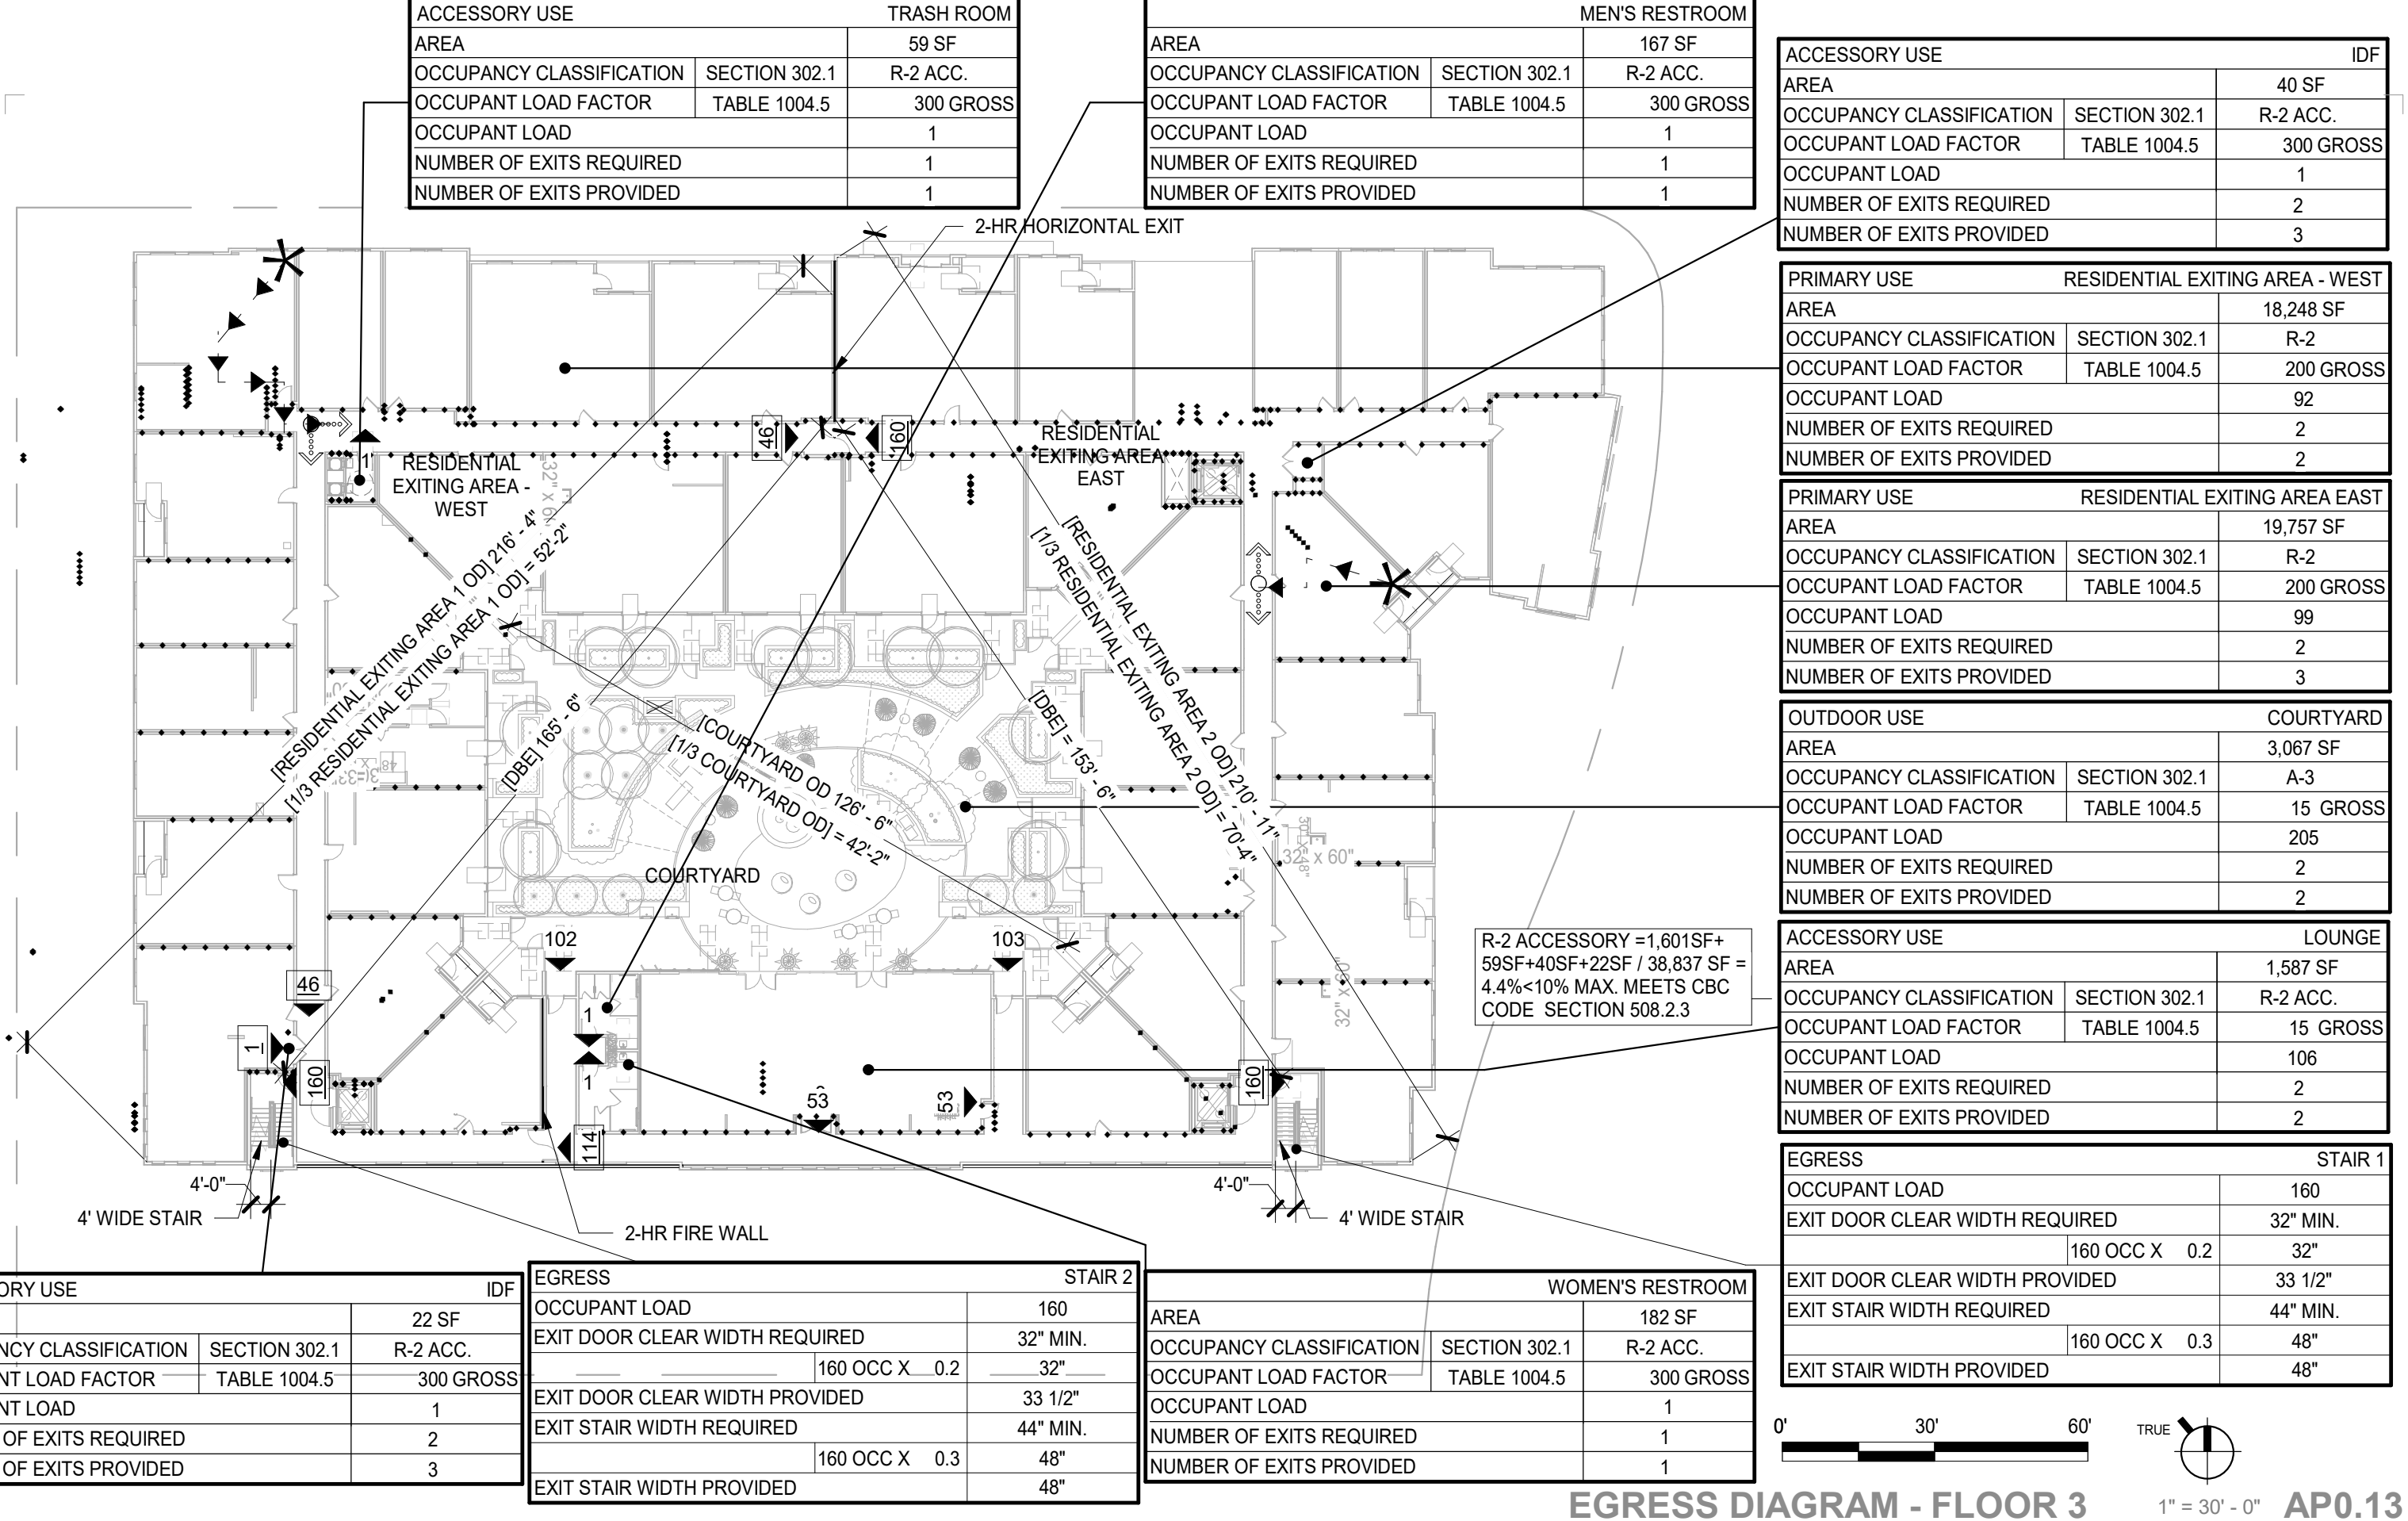 ACCESSORY USE TRASH ROOM
AREA 59 SF
OCCUPANCY CLASSIFICATION SECTION 302.1 R-2 ACC.
OCCUPANT LOAD FACTOR TABLE 1004.5 300 GROSS
OCCUPANT LOAD 1
NUMBER OF EXITS REQUIRED 1
NUMBER OF EXITS PROVIDED 1
MEN'S RESTROOM
AREA 167 SF
OCCUPANCY CLASSIFICATION SECTION 302.1 R-2 ACC.
OCCUPANT LOAD FACTOR TABLE 1004.5 300 GROSS
OCCUPANT LOAD 1
NUMBER OF EXITS REQUIRED 1
NUMBER OF EXITS PROVIDED 1
ACCESSORY USE IDF
AREA 40 SF
OCCUPANCY CLASSIFICATION SECTION 302.1 R-2 ACC.
OCCUPANT LOAD FACTOR TABLE 1004.5 300 GROSS
OCCUPANT LOAD 1
NUMBER OF EXITS REQUIRED 2
NUMBER OF EXITS PROVIDED 3
PRIMARY USE RESIDENTIAL EXITING AREA - WEST
AREA 18,248 SF
OCCUPANCY CLASSIFICATION SECTION 302.1 R-2
OCCUPANT LOAD FACTOR TABLE 1004.5 200 GROSS
OCCUPANT LOAD 92
NUMBER OF EXITS REQUIRED 2
NUMBER OF EXITS PROVIDED 2
PRIMARY USE RESIDENTIAL EXITING AREA EAST
AREA 19,757 SF
OCCUPANCY CLASSIFICATION SECTION 302.1 R-2
OCCUPANT LOAD FACTOR TABLE 1004.5 200 GROSS
OCCUPANT LOAD 99
NUMBER OF EXITS REQUIRED 2
NUMBER OF EXITS PROVIDED 3
OUTDOOR USE COURTYARD
AREA 3,067 SF
OCCUPANCY CLASSIFICATION SECTION 302.1 A-3
OCCUPANT LOAD FACTOR TABLE 1004.5 15 GROSS
OCCUPANT LOAD 205
NUMBER OF EXITS REQUIRED 2
NUMBER OF EXITS PROVIDED 2
ACCESSORY USE LOUNGE
AREA 1,587 SF
OCCUPANCY CLASSIFICATION SECTION 302.1 R-2 ACC.
OCCUPANT LOAD FACTOR TABLE 1004.5 15 GROSS
OCCUPANT LOAD 106
NUMBER OF EXITS REQUIRED 2
NUMBER OF EXITS PROVIDED 2
EGRESS STAIR 1
OCCUPANT LOAD 160
EXIT DOOR CLEAR WIDTH REQUIRED 32" MIN.
160 OCC X 0.2 32"
EXIT DOOR CLEAR WIDTH PROVIDED 33 1/2"
EXIT STAIR WIDTH REQUIRED 44" MIN.
160 OCC X 0.3 48"
EXIT STAIR WIDTH PROVIDED 48"
2-HR HORIZONTAL EXIT
46
160
1
RESIDENTIAL
EXITING AREA -
WEST
RESIDENTIAL
EXITING AREA
EAST
32" x 6
[RESIDENTIAL EXITING AREA 1 OD] 216' - 4"
[1/3 RESIDENTIAL EXITING AREA 1 OD] = 52'-2"
[DBE] 165' - 6"
[COURTYARD OD 126' - 6"
[1/3 COURTYARD OD] = 42'-2"
[DBE] = 153' - 6"
[RESIDENTIAL EXITING AREA 2 OD] 210' - 11"
[1/3 RESIDENTIAL EXITING AREA 2 OD] = 70'-4"
32" x 60"
32" x 60"
COURTYARD
102
103
R-2 ACCESSORY =1,601SF+
59SF+40SF+22SF / 38,837 SF =
4.4%<10% MAX. MEETS CBC
CODE SECTION 508.2.3
46
1
160
1
1
53
53
114
160
4'-0"
4' WIDE STAIR
2-HR FIRE WALL
4'-0"
4' WIDE STAIR
ORY USE IDF
22 SF
NCY CLASSIFICATION SECTION 302.1 R-2 ACC.
NT LOAD FACTOR TABLE 1004.5 300 GROSS
NT LOAD 1
OF EXITS REQUIRED 2
OF EXITS PROVIDED 3
EGRESS STAIR 2
OCCUPANT LOAD 160
EXIT DOOR CLEAR WIDTH REQUIRED 32" MIN.
160 OCC X 0.2 32"
EXIT DOOR CLEAR WIDTH PROVIDED 33 1/2"
EXIT STAIR WIDTH REQUIRED 44" MIN.
160 OCC X 0.3 48"
EXIT STAIR WIDTH PROVIDED 48"
WOMEN'S RESTROOM
AREA 182 SF
OCCUPANCY CLASSIFICATION SECTION 302.1 R-2 ACC.
OCCUPANT LOAD FACTOR TABLE 1004.5 300 GROSS
OCCUPANT LOAD 1
NUMBER OF EXITS REQUIRED 1
NUMBER OF EXITS PROVIDED 1
0' 30' 60'
TRUE
EGRESS DIAGRAM - FLOOR 3 1" = 30' - 0" AP0.13